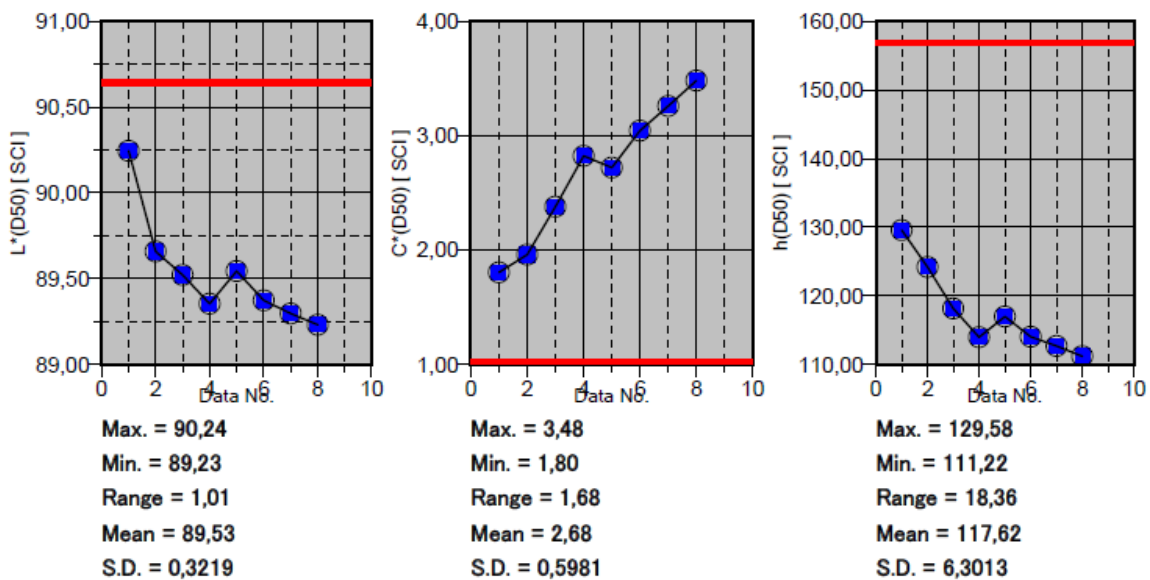 91,00
90,50
90,00
89,50
89,00
L*(D50) [ SCI ]
0 2 4 6 8 10
Data No.
Max. = 90,24
Min. = 89,23
Range = 1,01
Mean = 89,53
S.D. = 0,3219
4,00
3,00
2,00
1,00
C*(D50) [ SCI ]
0 2 4 6 8 10
Data No.
Max. = 3,48
Min. = 1,80
Range = 1,68
Mean = 2,68
S.D. = 0,5981
160,00
150,00
140,00
130,00
120,00
110,00
h(D50) [ SCI ]
0 2 4 6 8 10
Data No.
Max. = 129,58
Min. = 111,22
Range = 18,36
Mean = 117,62
S.D. = 6,3013